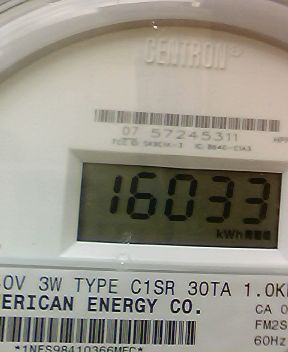 CENTRON®
07 57245311
16033
kWh
0V 3W TYPE C1SR 30TA 1.0K
ERICAN ENERGY CO.
CA 0
FM2S
60Hz
*1NES98410366MEC*